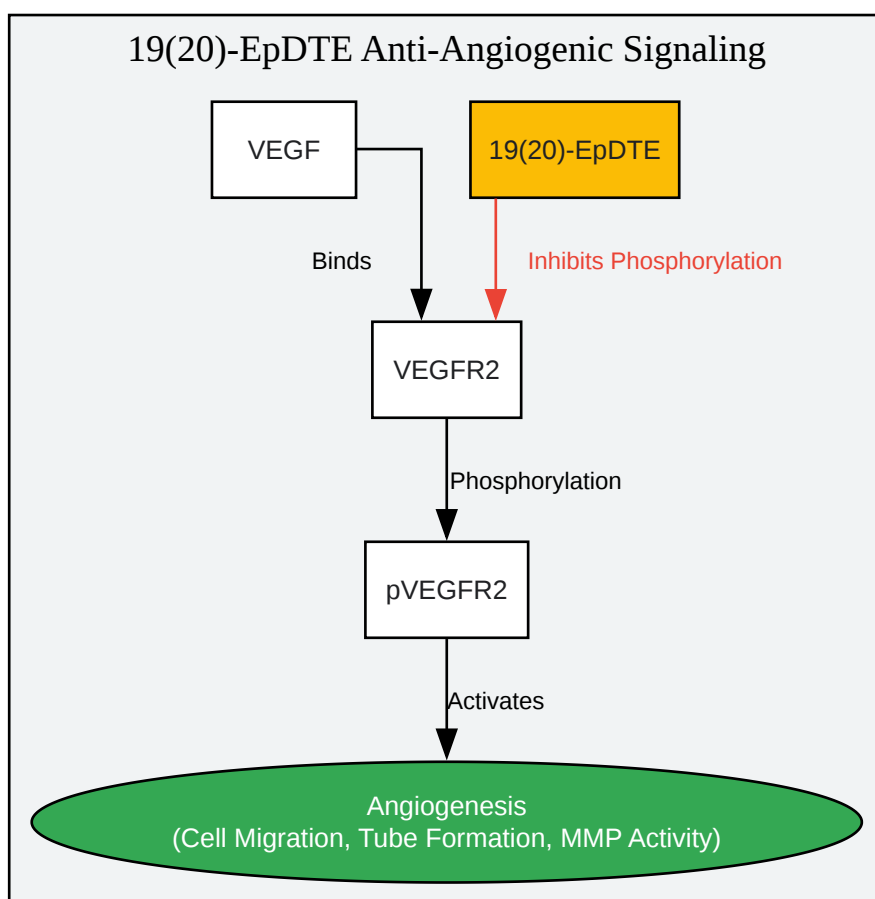 19(20)-EpDTE Anti-Angiogenic Signaling
VEGF
19(20)-EpDTE
Binds
Inhibits Phosphorylation
VEGFR2
Phosphorylation
pVEGFR2
Activates
Angiogenesis
(Cell Migration, Tube Formation, MMP Activity)